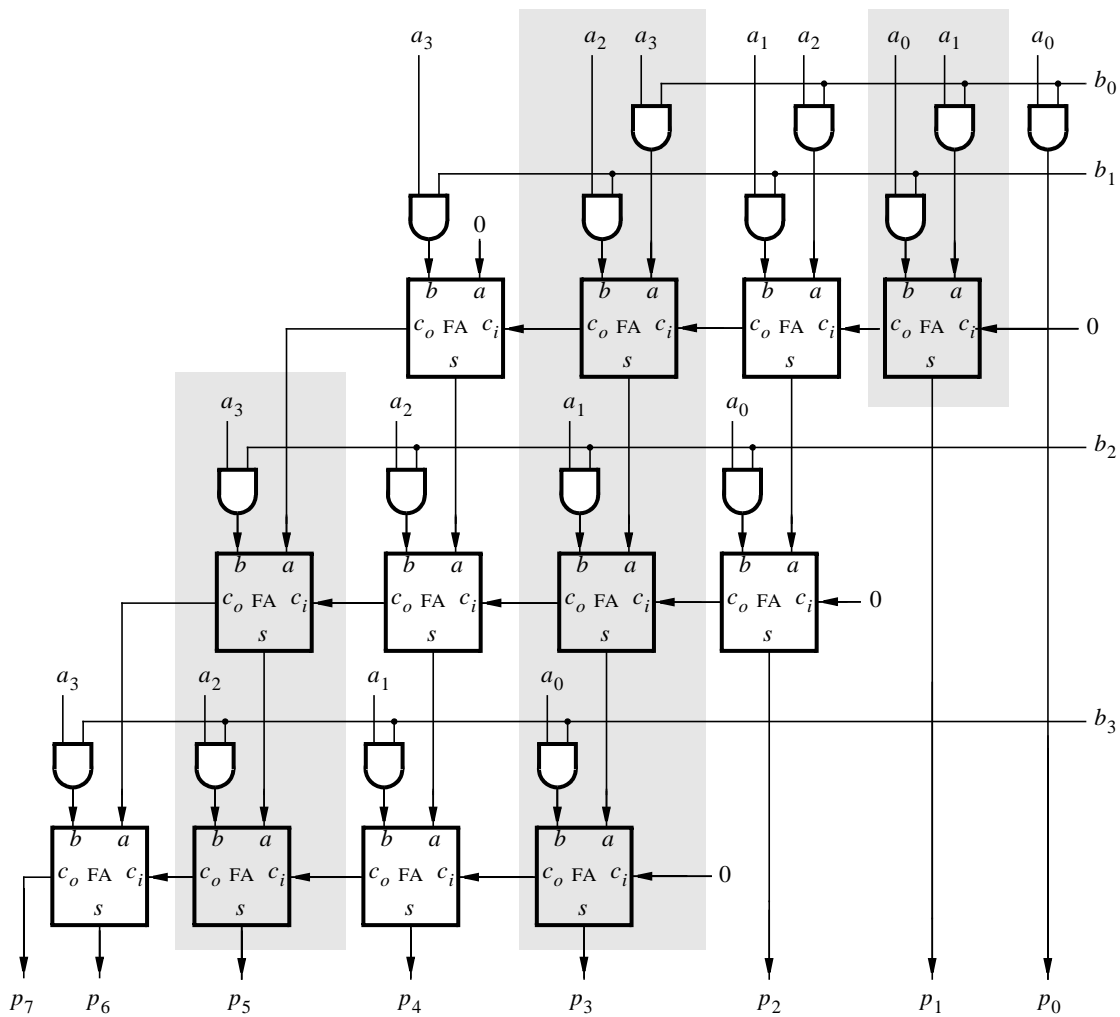 a₃ a₂ a₃ a₁ a₂ a₀ a₁ a₀
b₀
b₁
0
b a b a b a b a
cₒ FA cᵢ cₒ FA cᵢ cₒ FA cᵢ cₒ FA cᵢ 0
s s s s
a₃ a₂ a₁ a₀
b₂
b a b a b a b a
cₒ FA cᵢ cₒ FA cᵢ cₒ FA cᵢ cₒ FA cᵢ 0
s s s s
a₃ a₂ a₁ a₀
b₃
b a b a b a b a
cₒ FA cᵢ cₒ FA cᵢ cₒ FA cᵢ cₒ FA cᵢ 0
s s s s
p₇ p₆ p₅ p₄ p₃ p₂ p₁ p₀